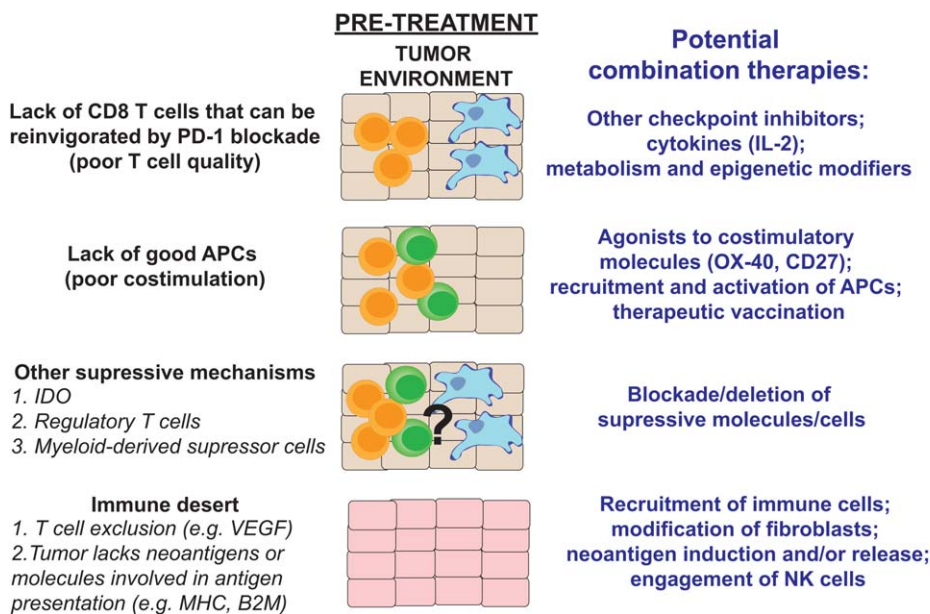 PRE-TREATMENT
TUMOR
ENVIRONMENT
Potential
combination therapies:
Lack of CD8 T cells that can be
reinvigorated by PD-1 blockade
(poor T cell quality)
Other checkpoint inhibitors;
cytokines (IL-2);
metabolism and epigenetic modifiers
Lack of good APCs
(poor costimulation)
Agonists to costimulatory
molecules (OX-40, CD27);
recruitment and activation of APCs;
therapeutic vaccination
Other supressive mechanisms
1. IDO
2. Regulatory T cells
3. Myeloid-derived supressor cells
?
Blockade/deletion of
supressive molecules/cells
Immune desert
1. T cell exclusion (e.g. VEGF)
2.Tumor lacks neoantigens or
molecules involved in antigen
presentation (e.g. MHC, B2M)
Recruitment of immune cells;
modification of fibroblasts;
neoantigen induction and/or release;
engagement of NK cells